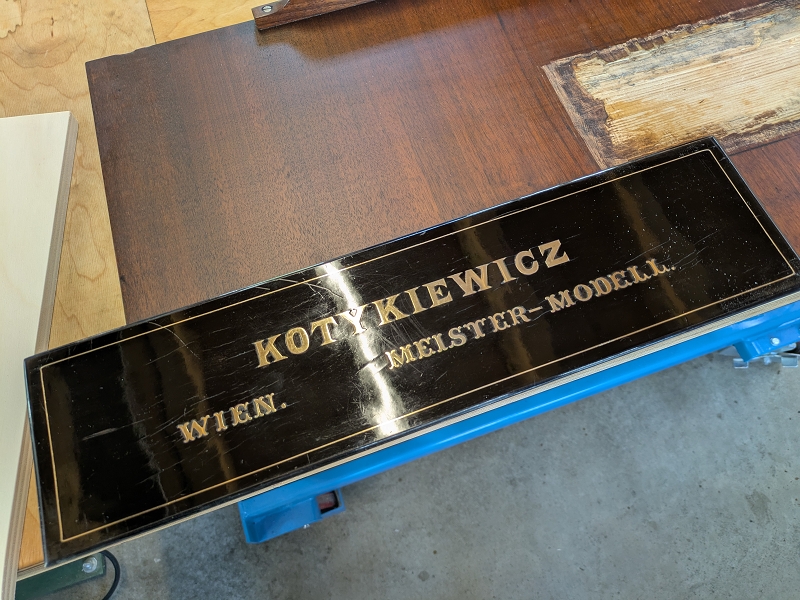 KOTYKIEWICZ
WIEN. -MEISTER-MODELL.